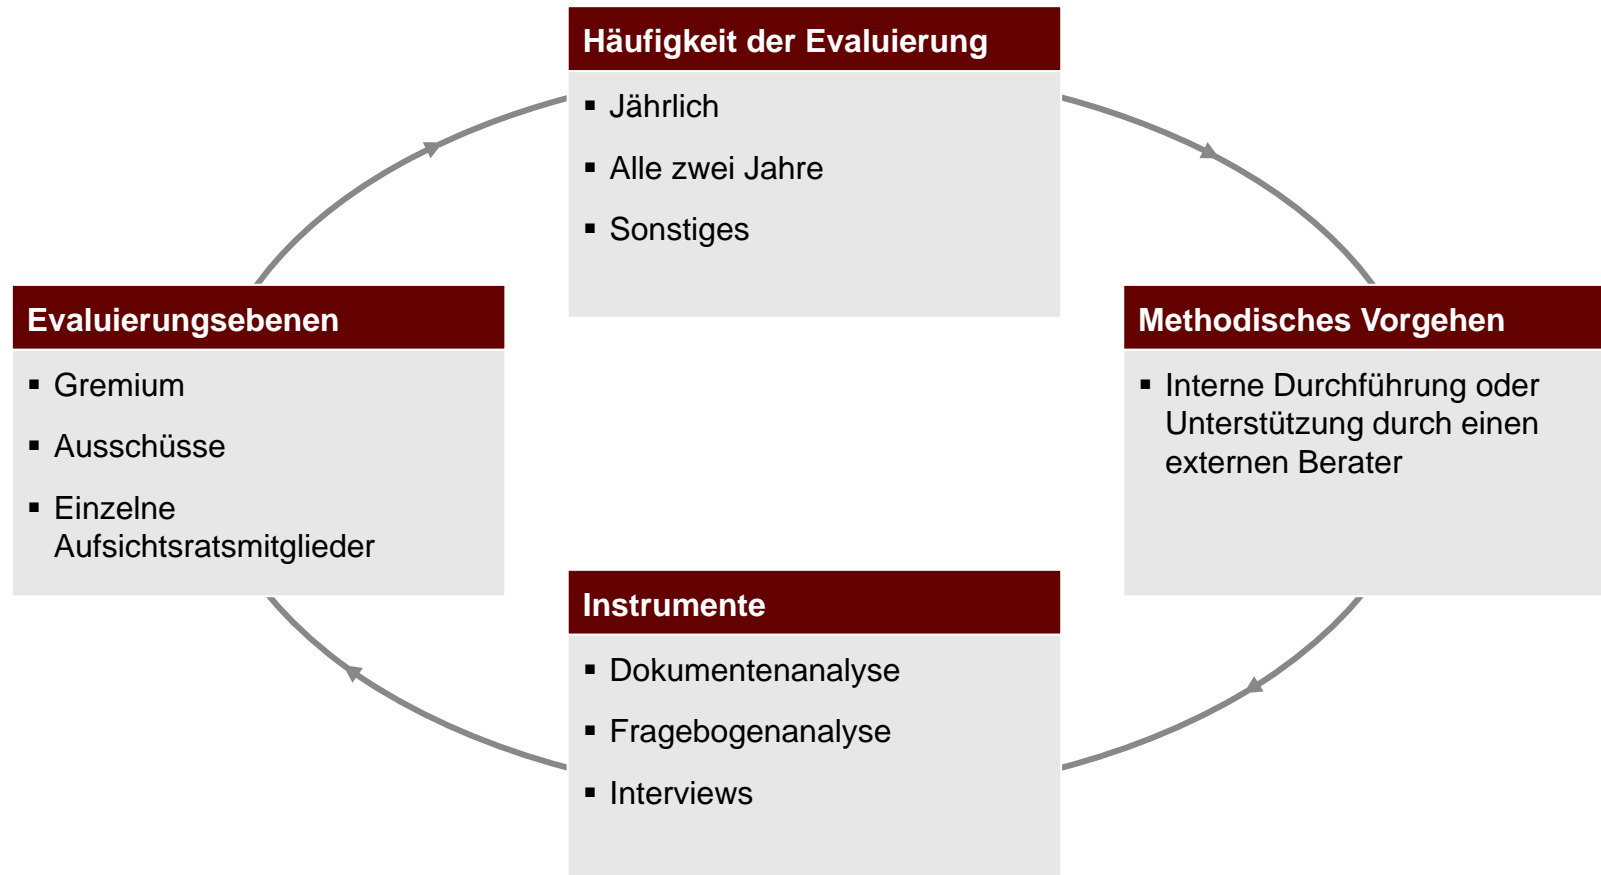 Häufigkeit der Evaluierung
▪ Jährlich
▪ Alle zwei Jahre
▪ Sonstiges
Evaluierungsebenen
▪ Gremium
▪ Ausschüsse
▪ Einzelne
Aufsichtsratsmitglieder
Methodisches Vorgehen
▪ Interne Durchführung oder
Unterstützung durch einen
externen Berater
Instrumente
▪ Dokumentenanalyse
▪ Fragebogenanalyse
▪ Interviews